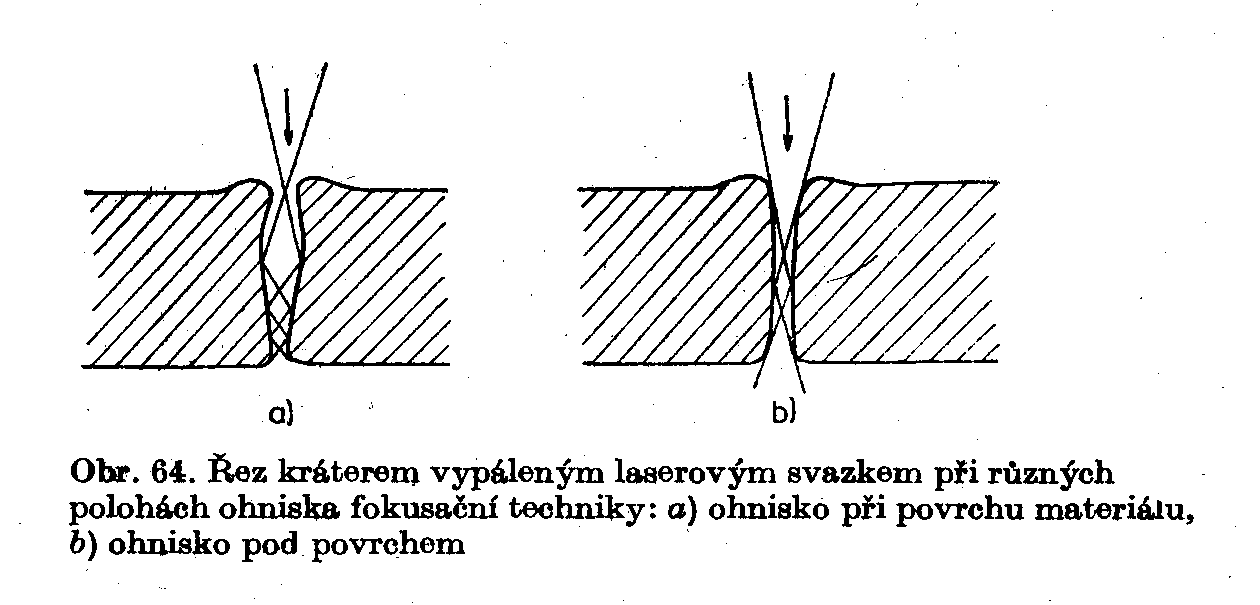 a)
b)
Obr. 64. Řez kráterem vypáleným laserovým svazkem při různých
polohách ohniska fokusační techniky: a) ohnisko při povrchu materiálu,
b) ohnisko pod povrchem